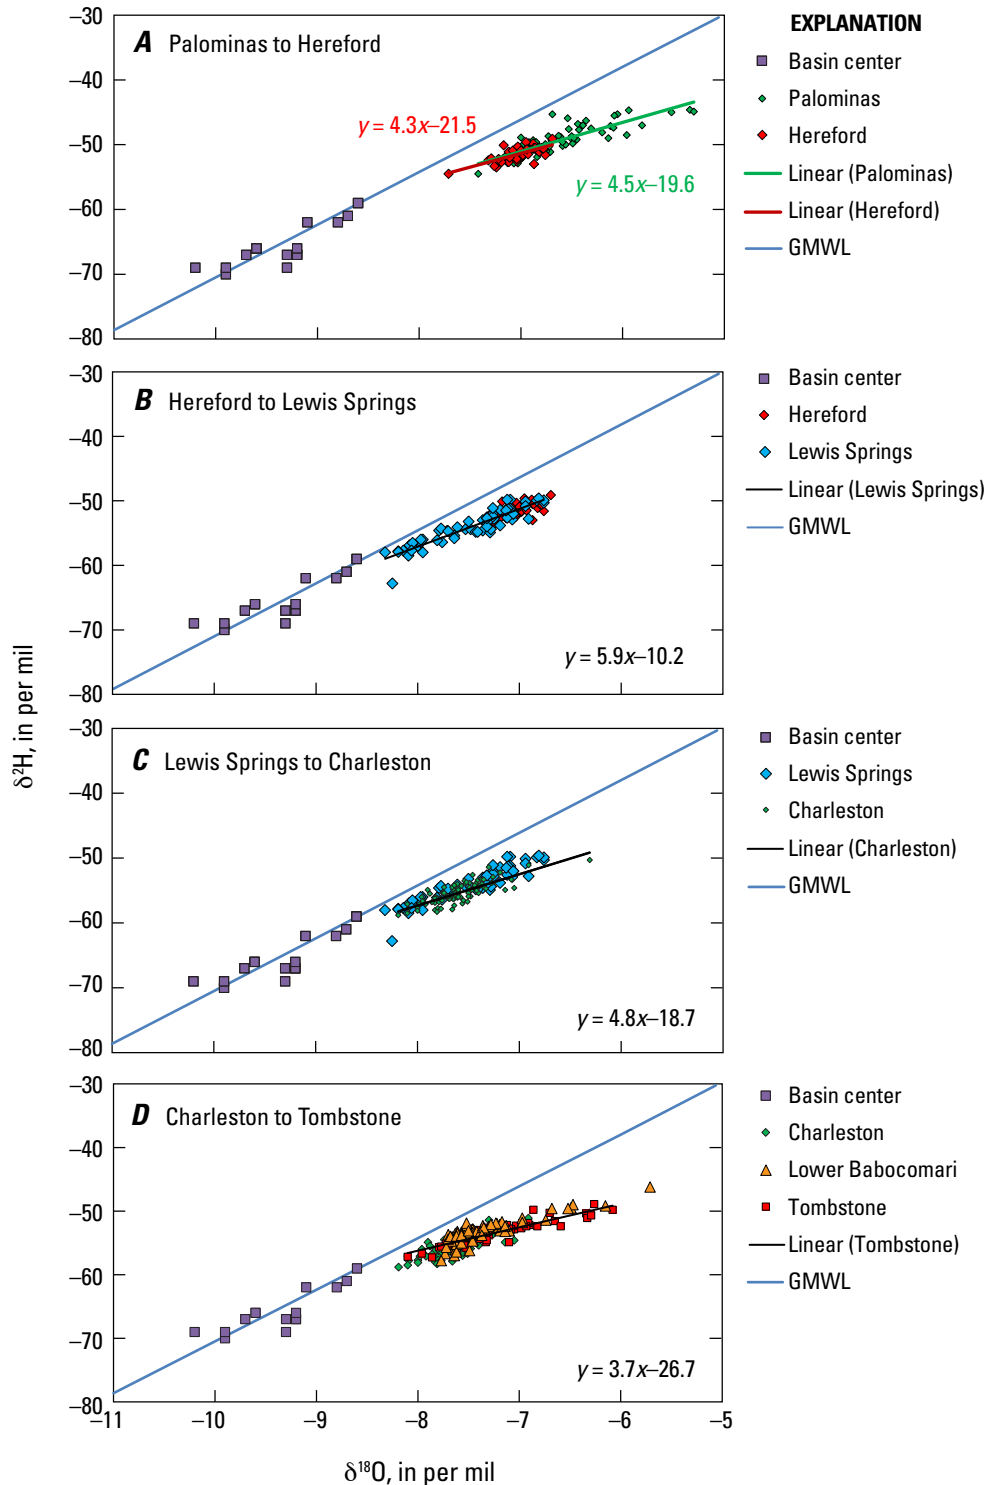 A Palominas to Hereford
y = 4.3x–21.5
y = 4.5x–19.6
–30
–40
–50
–60
–70
–80
EXPLANATION
Basin center
Palominas
Hereford
Linear (Palominas)
Linear (Hereford)
GMWL
B Hereford to Lewis Springs
y = 5.9x–10.2
–30
–40
–50
–60
–70
–80
Basin center
Hereford
Lewis Springs
Linear (Lewis Springs)
GMWL
C Lewis Springs to Charleston
y = 4.8x–18.7
–30
–40
–50
–60
–70
–80
Basin center
Lewis Springs
Charleston
Linear (Charleston)
GMWL
D Charleston to Tombstone
y = 3.7x–26.7
–30
–40
–50
–60
–70
–80
Basin center
Charleston
Lower Babocomari
Tombstone
Linear (Tombstone)
GMWL
–11 –10 –9 –8 –7 –6 –5
δ²H, in per mil
δ¹⁸O, in per mil